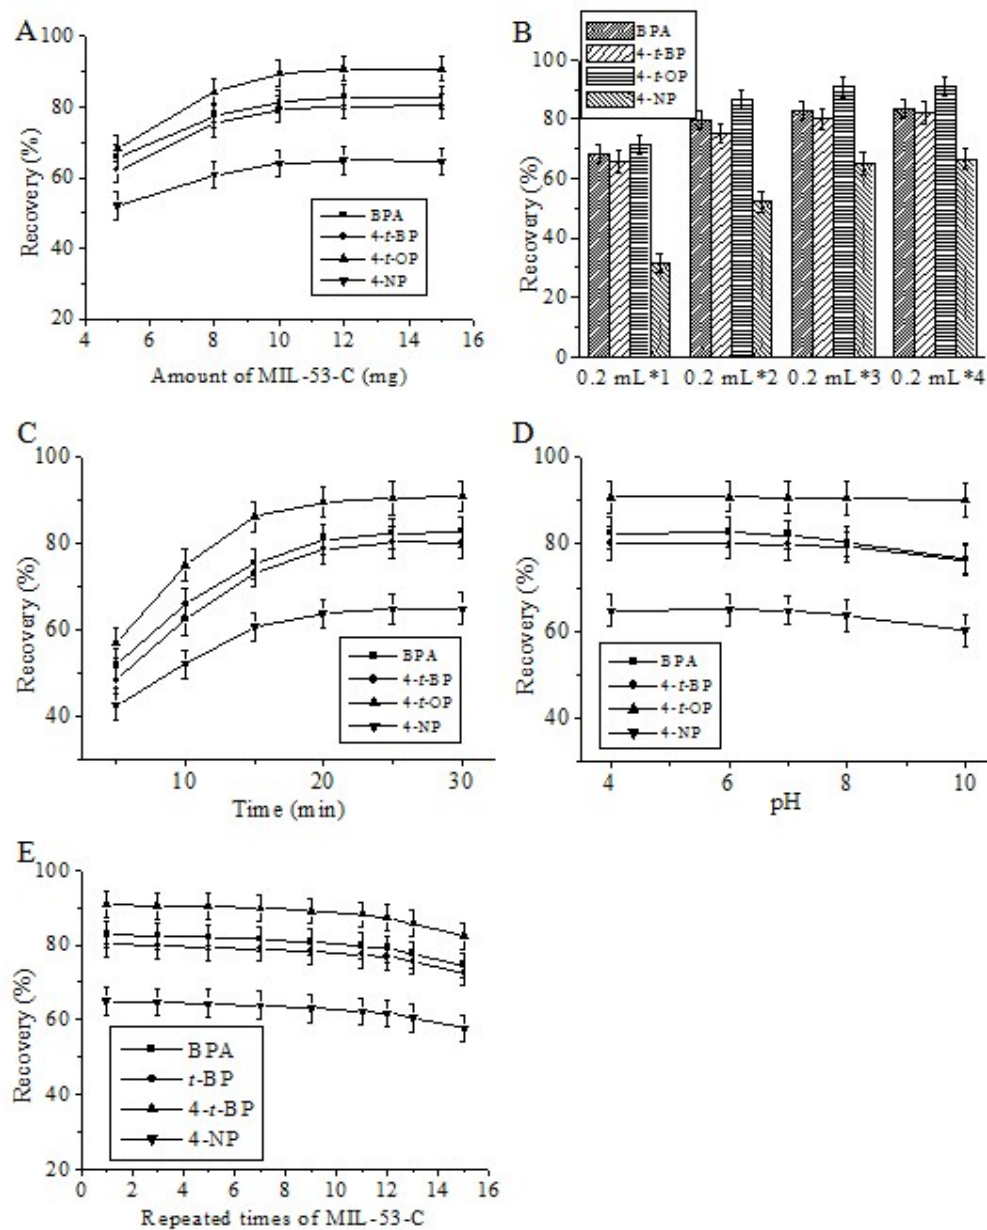 A
100
80
60
40
20
Recovery (%)
BPA
4-t-BP
4-t-OP
4-NP
4 6 8 10 12 14 16
Amount of MIL-53-C (mg)
B
BPA
4-t-BP
4-t-OP
4-NP
100
80
60
40
20
0
Recovery (%)
0.2 mL*1 0.2 mL*2 0.2 mL*3 0.2 mL*4
C
100
80
60
40
Recovery (%)
BPA
4-t-BP
4-t-OP
4-NP
10 20 30
Time (min)
D
100
80
60
40
Recovery (%)
BPA
4-t-BP
4-t-OP
4-NP
4 6 8 10
pH
E
100
80
60
40
20
Recovery (%)
BPA
t-BP
4-t-BP
4-NP
0 2 4 6 8 10 12 14 16
Repeated times of MIL-53-C